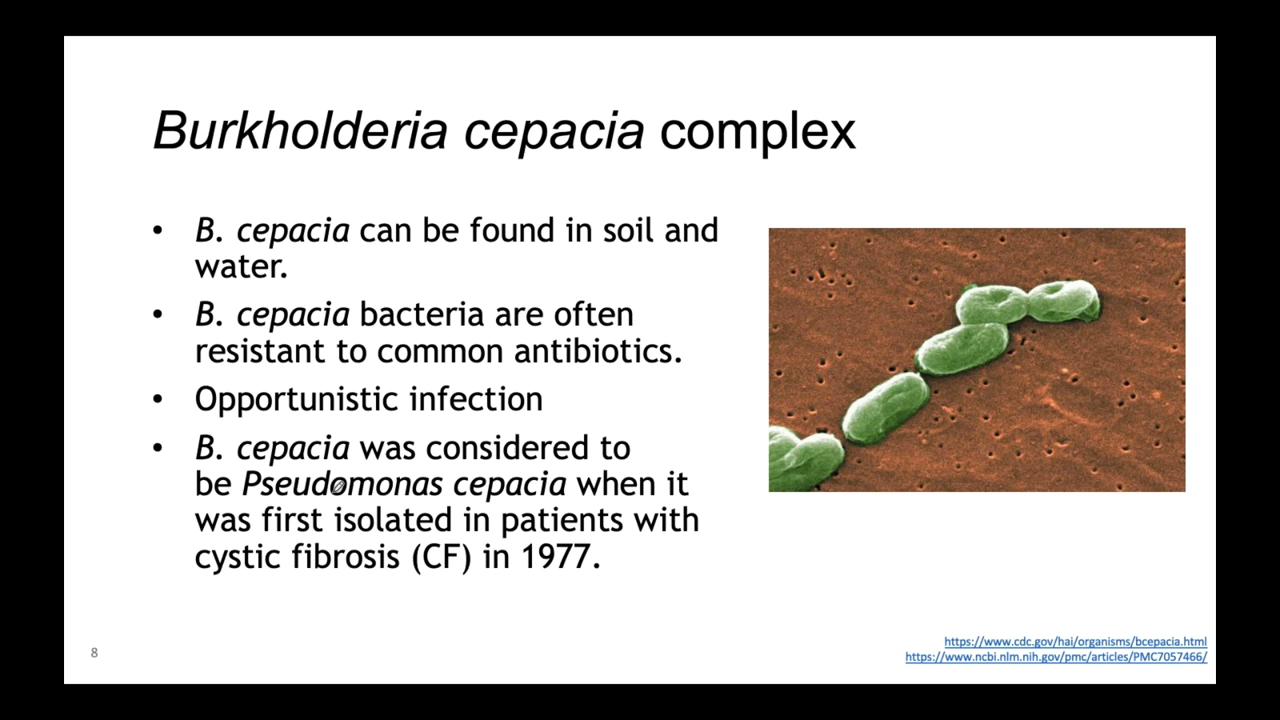 Burkholderia cepacia complex
• B. cepacia can be found in soil and
water.
• B. cepacia bacteria are often
resistant to common antibiotics.
• Opportunistic infection
• B. cepacia was considered to
be Pseudomonas cepacia when it
was first isolated in patients with
cystic fibrosis (CF) in 1977.
8
https://www.cdc.gov/hai/organisms/bcepacia.html
https://www.ncbi.nlm.nih.gov/pmc/articles/PMC7057466/